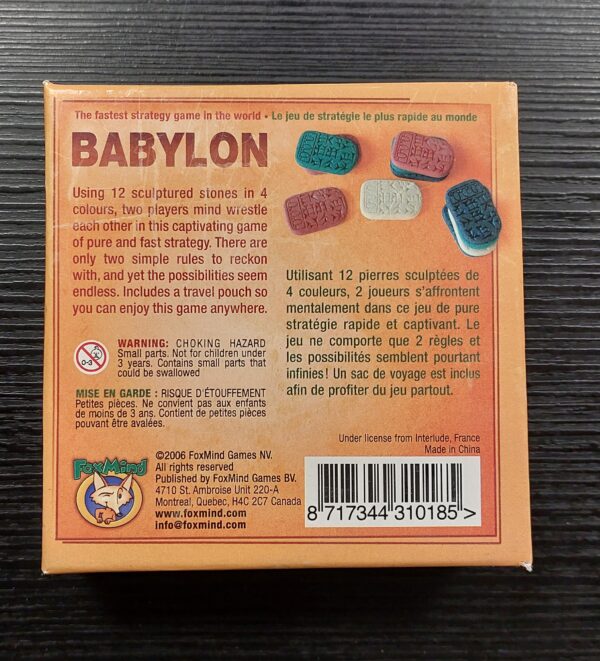 The fastest strategy game in the world • Le jeu de stratégie le plus rapide au monde
BABYLON
Using 12 sculptured stones in 4
colours, two players mind wrestle
each other in this captivating game
of pure and fast strategy. There are
only two simple rules to reckon
with, and yet the possibilities seem
endless. Includes a travel pouch so
you can enjoy this game anywhere.
Utilisant 12 pierres sculptées de
4 couleurs, 2 joueurs s'affrontent
mentalement dans ce jeu de pure
stratégie rapide et captivant. Le
jeu ne comporte que 2 règles et
les possibilités semblent pourtant
infinies! Un sac de voyage est inclus
afin de profiter du jeu partout.
WARNING: CHOKING HAZARD
Small parts. Not for children under
3 years. Contains small parts that
could be swallowed
MISE EN GARDE : RISQUE D'ÉTOUFFEMENT
Petites pièces. Ne convient pas aux enfants
de moins de 3 ans. Contient de petites pièces
pouvant être avalées.
0-3
Under license from Interlude, France
Made in China
FoxMind
©2006 FoxMind Games NV.
All rights reserved
Published by FoxMind Games BV.
4710 St. Ambroise Unit 220-A
Montreal, Quebec, H4C 2C7 Canada
www.foxmind.com
info@foxmind.com
8 717344 310185 >